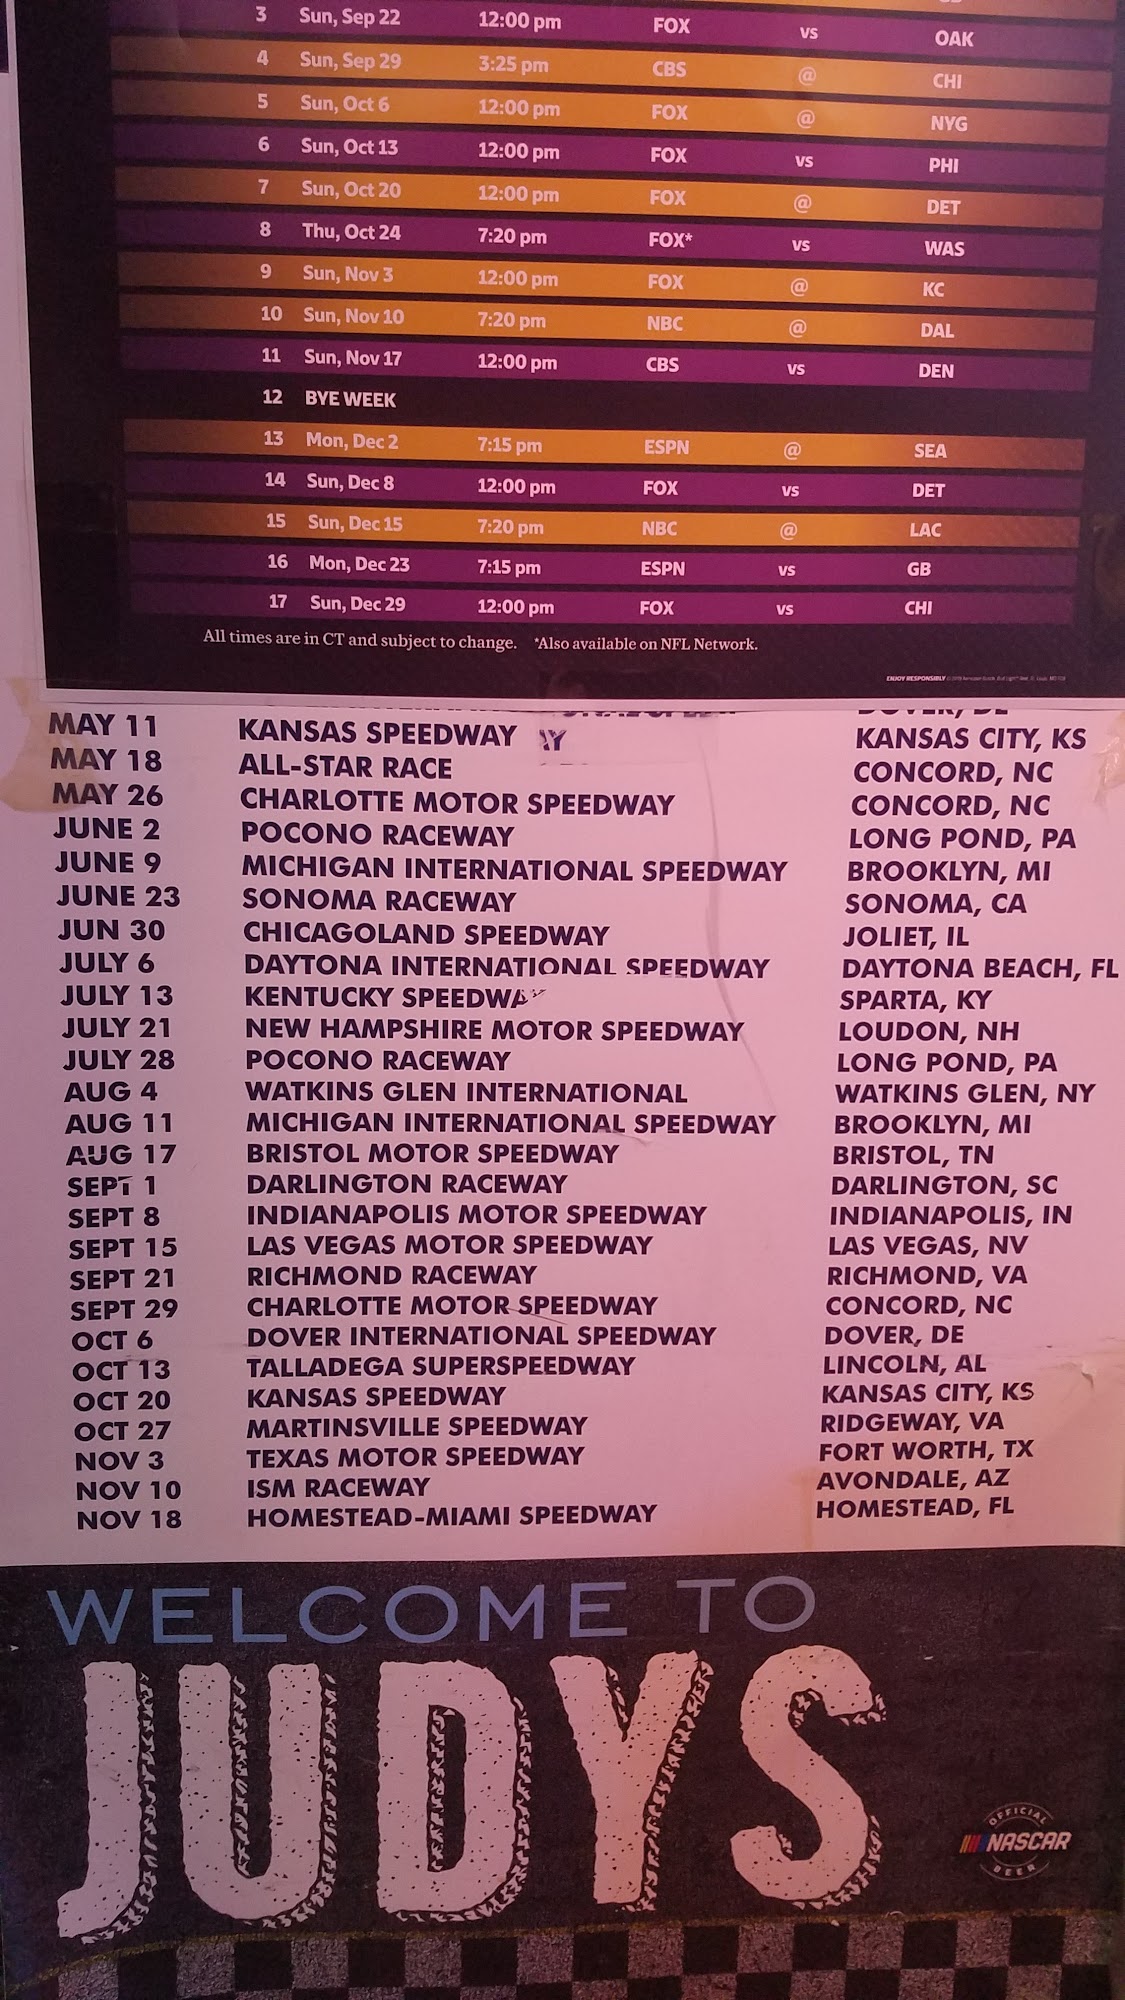 3 Sun, Sep 22 12:00 pm FOX vs OAK
4 Sun, Sep 29 3:25 pm CBS @ CHI
5 Sun, Oct 6 12:00 pm FOX @ NYG
6 Sun, Oct 13 12:00 pm FOX vs PHI
7 Sun, Oct 20 12:00 pm FOX @ DET
8 Thu, Oct 24 7:20 pm FOX* vs WAS
9 Sun, Nov 3 12:00 pm FOX @ KC
10 Sun, Nov 10 7:20 pm NBC @ DAL
11 Sun, Nov 17 12:00 pm CBS vs DEN
12 BYE WEEK
13 Mon, Dec 2 7:15 pm ESPN @ SEA
14 Sun, Dec 8 12:00 pm FOX vs DET
15 Sun, Dec 15 7:20 pm NBC @ LAC
16 Mon, Dec 23 7:15 pm ESPN vs GB
17 Sun, Dec 29 12:00 pm FOX vs CHI
All times are in CT and subject to change. *Also available on NFL Network.
ENJOY RESPONSIBLY
DOVER, DE
MAY 11 KANSAS SPEEDWAY KANSAS CITY, KS
MAY 18 ALL-STAR RACE CONCORD, NC
MAY 26 CHARLOTTE MOTOR SPEEDWAY CONCORD, NC
JUNE 2 POCONO RACEWAY LONG POND, PA
JUNE 9 MICHIGAN INTERNATIONAL SPEEDWAY BROOKLYN, MI
JUNE 23 SONOMA RACEWAY SONOMA, CA
JUN 30 CHICAGOLAND SPEEDWAY JOLIET, IL
JULY 6 DAYTONA INTERNATIONAL SPEEDWAY DAYTONA BEACH, FL
JULY 13 KENTUCKY SPEEDWAY SPARTA, KY
JULY 21 NEW HAMPSHIRE MOTOR SPEEDWAY LOUDON, NH
JULY 28 POCONO RACEWAY LONG POND, PA
AUG 4 WATKINS GLEN INTERNATIONAL WATKINS GLEN, NY
AUG 11 MICHIGAN INTERNATIONAL SPEEDWAY BROOKLYN, MI
AUG 17 BRISTOL MOTOR SPEEDWAY BRISTOL, TN
SEPT 1 DARLINGTON RACEWAY DARLINGTON, SC
SEPT 8 INDIANAPOLIS MOTOR SPEEDWAY INDIANAPOLIS, IN
SEPT 15 LAS VEGAS MOTOR SPEEDWAY LAS VEGAS, NV
SEPT 21 RICHMOND RACEWAY RICHMOND, VA
SEPT 29 CHARLOTTE MOTOR SPEEDWAY CONCORD, NC
OCT 6 DOVER INTERNATIONAL SPEEDWAY DOVER, DE
OCT 13 TALLADEGA SUPERSPEEDWAY LINCOLN, AL
OCT 20 KANSAS SPEEDWAY KANSAS CITY, KS
OCT 27 MARTINSVILLE SPEEDWAY RIDGEWAY, VA
NOV 3 TEXAS MOTOR SPEEDWAY FORT WORTH, TX
NOV 10 ISM RACEWAY AVONDALE, AZ
NOV 18 HOMESTEAD-MIAMI SPEEDWAY HOMESTEAD, FL
WELCOME TO
JUDYS
OFFICIAL
NASCAR
BEER